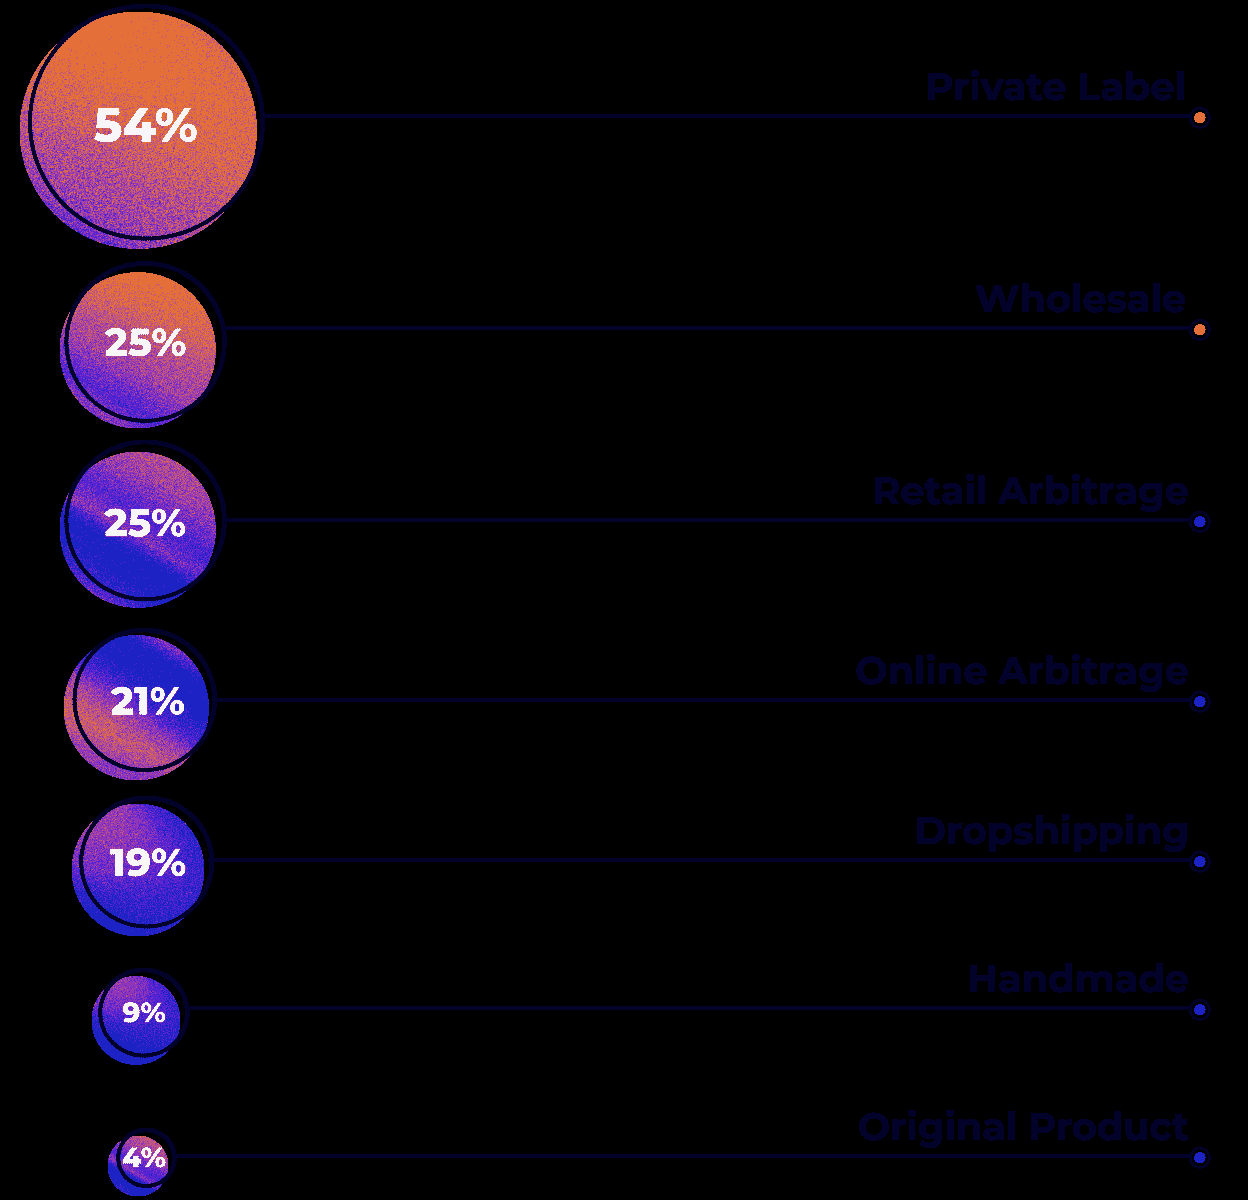 Private Label
54%
Wholesale
25%
Retail Arbitrage
25%
Online Arbitrage
21%
Dropshipping
19%
Handmade
9%
Original Product
4%